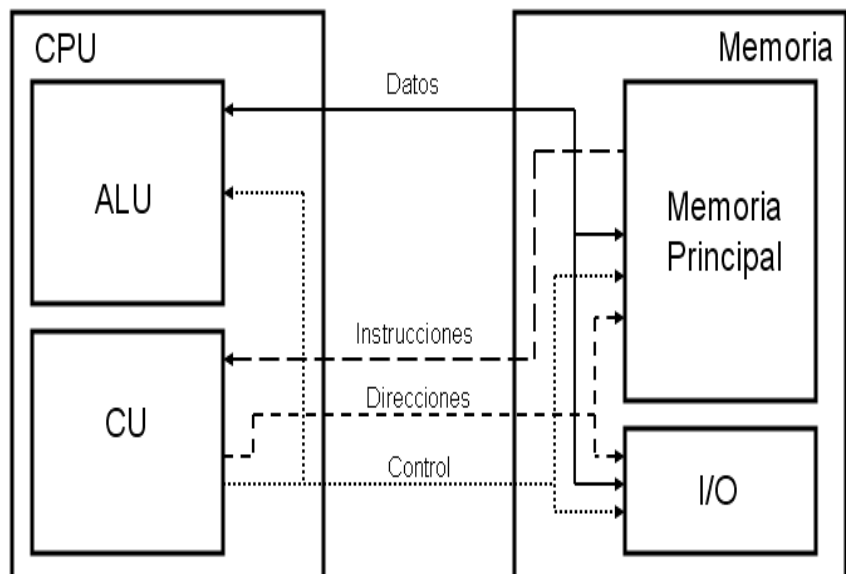 CPU
Memoria
Datos
ALU
Memoria
Principal
Instrucciones
Direcciones
CU
Control
I/O